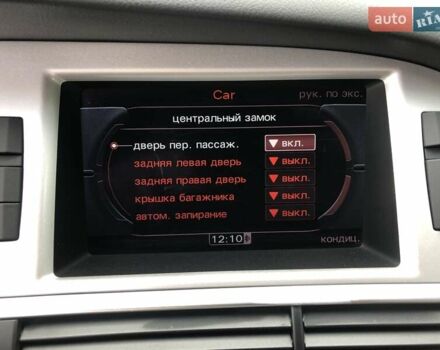 auto RIA
Car
рук. по экс.
центральный замок
дверь пер. пассаж. ▼ вкл.
задняя левая дверь ▼ выкл.
задняя правая дверь ▼ выкл.
крышка багажника ▼ выкл.
автом. запирание ▼ выкл.
12:10
кондиц.